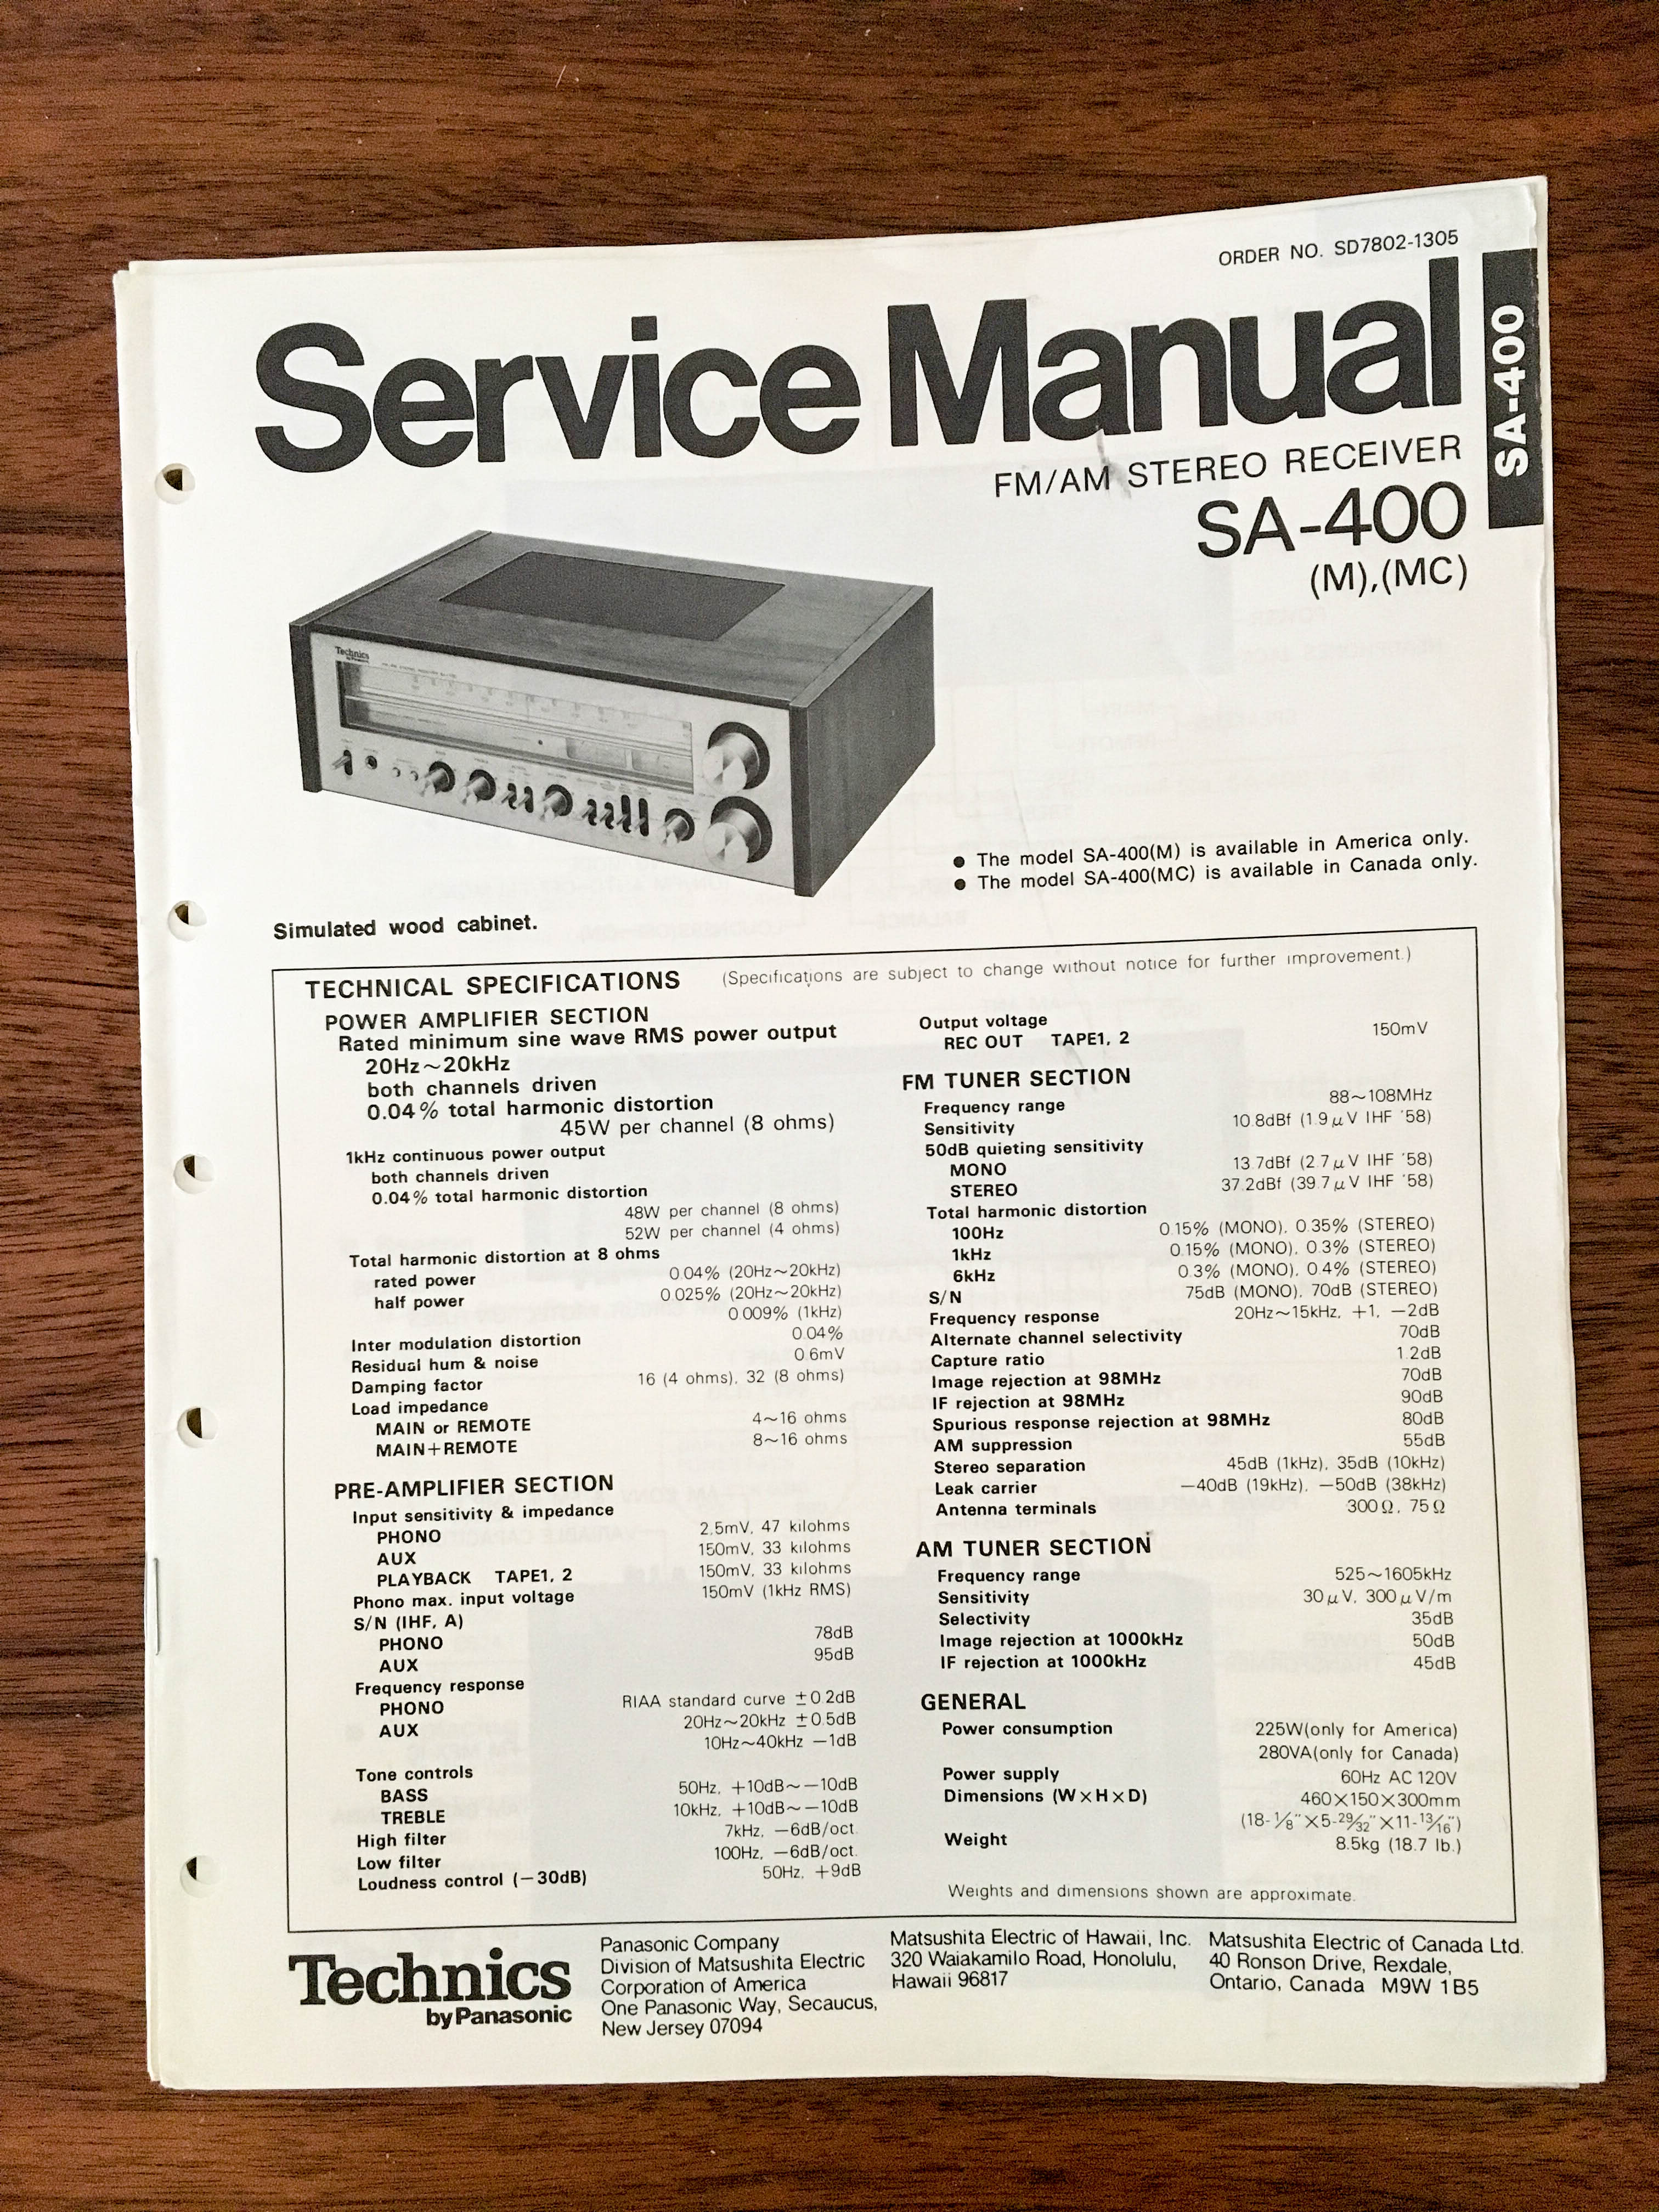 ORDER NO. SD7802-1305
Service Manual
SA-400
FM/AM STEREO RECEIVER
SA-400
(M),(MC)
Technics
by Panasonic
● The model SA-400(M) is available in America only.
● The model SA-400(MC) is available in Canada only.
Simulated wood cabinet.
TECHNICAL SPECIFICATIONS (Specifications are subject to change without notice for further improvement.)
POWER AMPLIFIER SECTION
Rated minimum sine wave RMS power output
20Hz~20kHz
both channels driven
0.04% total harmonic distortion
45W per channel (8 ohms)
1kHz continuous power output
both channels driven
0.04% total harmonic distortion
48W per channel (8 ohms)
52W per channel (4 ohms)
Total harmonic distortion at 8 ohms
rated power 0.04% (20Hz~20kHz)
half power 0.025% (20Hz~20kHz)
0.009% (1kHz)
Inter modulation distortion 0.04%
Residual hum & noise 0.6mV
Damping factor 16 (4 ohms), 32 (8 ohms)
Load impedance
MAIN or REMOTE 4~16 ohms
MAIN+REMOTE 8~16 ohms
PRE-AMPLIFIER SECTION
Input sensitivity & impedance
PHONO 2.5mV, 47 kilohms
AUX 150mV, 33 kilohms
PLAYBACK TAPE1, 2 150mV, 33 kilohms
Phono max. input voltage 150mV (1kHz RMS)
S/N (IHF, A)
PHONO 78dB
AUX 95dB
Frequency response
PHONO RIAA standard curve ±0.2dB
AUX 20Hz~20kHz ±0.5dB
10Hz~40kHz −1dB
Tone controls
BASS 50Hz, +10dB~−10dB
TREBLE 10kHz, +10dB~−10dB
High filter 7kHz, −6dB/oct.
Low filter 100Hz, −6dB/oct.
Loudness control (−30dB) 50Hz, +9dB
Output voltage
REC OUT TAPE1, 2 150mV
FM TUNER SECTION
Frequency range 88~108MHz
Sensitivity 10.8dBf (1.9μV IHF '58)
50dB quieting sensitivity
MONO 13.7dBf (2.7μV IHF '58)
STEREO 37.2dBf (39.7μV IHF '58)
Total harmonic distortion
100Hz 0.15% (MONO), 0.35% (STEREO)
1kHz 0.15% (MONO), 0.3% (STEREO)
6kHz 0.3% (MONO), 0.4% (STEREO)
S/N 75dB (MONO), 70dB (STEREO)
Frequency response 20Hz~15kHz, +1, −2dB
Alternate channel selectivity 70dB
Capture ratio 1.2dB
Image rejection at 98MHz 70dB
IF rejection at 98MHz 90dB
Spurious response rejection at 98MHz 80dB
AM suppression 55dB
Stereo separation 45dB (1kHz), 35dB (10kHz)
Leak carrier −40dB (19kHz), −50dB (38kHz)
Antenna terminals 300Ω, 75Ω
AM TUNER SECTION
Frequency range 525~1605kHz
Sensitivity 30μV, 300μV/m
Selectivity 35dB
Image rejection at 1000kHz 50dB
IF rejection at 1000kHz 45dB
GENERAL
Power consumption 225W(only for America)
280VA(only for Canada)
Power supply 60Hz AC 120V
Dimensions (W×H×D) 460×150×300mm
(18-1/8"×5-29/32"×11-13/16")
Weight 8.5kg (18.7 lb.)
Weights and dimensions shown are approximate.
Technics
by Panasonic
Panasonic Company
Division of Matsushita Electric
Corporation of America
One Panasonic Way, Secaucus,
New Jersey 07094
Matsushita Electric of Hawaii, Inc.
320 Waiakamilo Road, Honolulu,
Hawaii 96817
Matsushita Electric of Canada Ltd.
40 Ronson Drive, Rexdale,
Ontario, Canada M9W 1B5